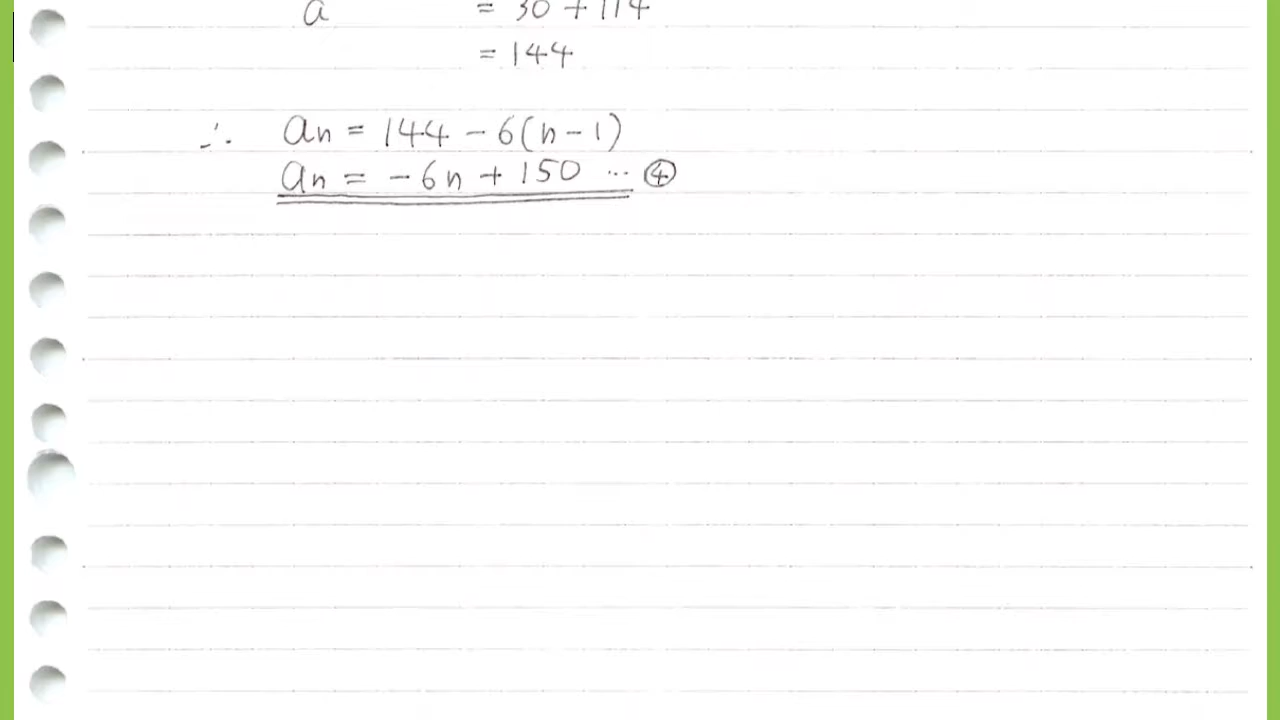 a = 30 + 114
= 144
∴ an = 144 - 6(n - 1)
an = -6n + 150 ... ④